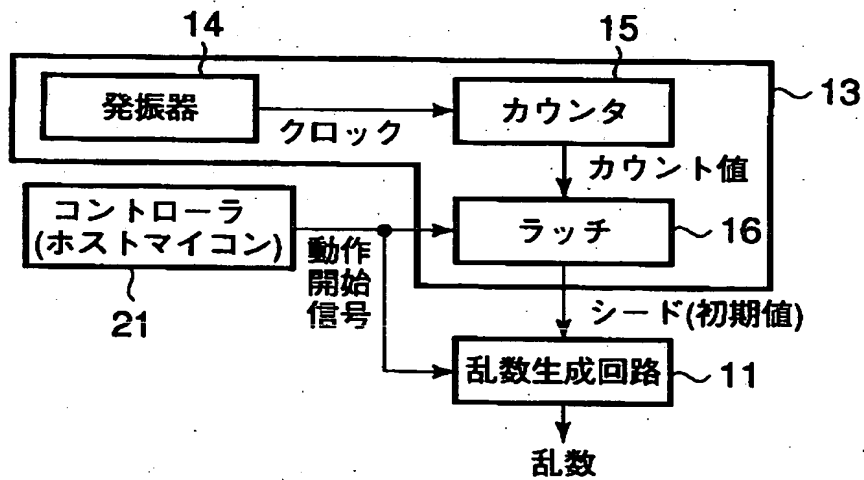 14
15
発振器
カウンタ
13
クロック
カウント値
コントローラ
(ホストマイコン)
ラッチ
16
動作
開始
信号
21
シード(初期値)
乱数生成回路
11
乱数